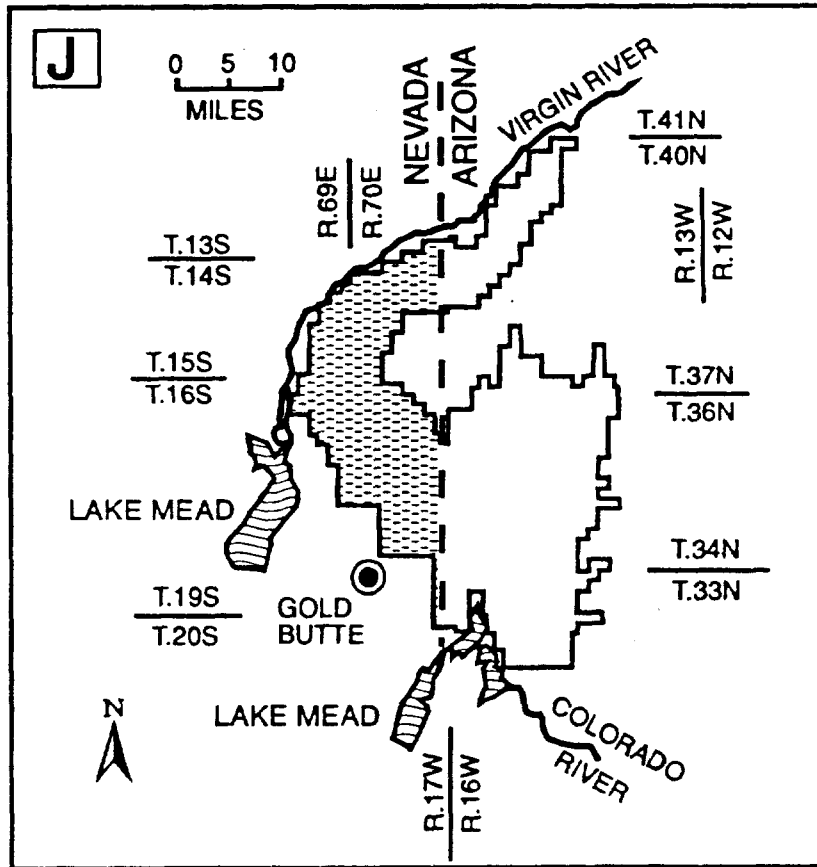 J
0 5 10
MILES
NEVADA
ARIZONA
VIRGIN RIVER
T.41N
T.40N
R.69E
R.70E
R.13W
R.12W
T.13S
T.14S
T.15S
T.16S
T.37N
T.36N
LAKE MEAD
T.34N
T.33N
T.19S
T.20S
GOLD
BUTTE
N
LAKE MEAD
COLORADO
RIVER
R.17W
R.16W